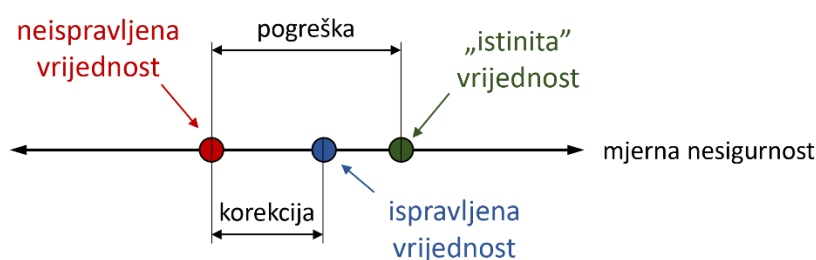 neispravljena
vrijednost
pogreška
„istinita”
vrijednost
mjerna nesigurnost
korekcija
ispravljena
vrijednost